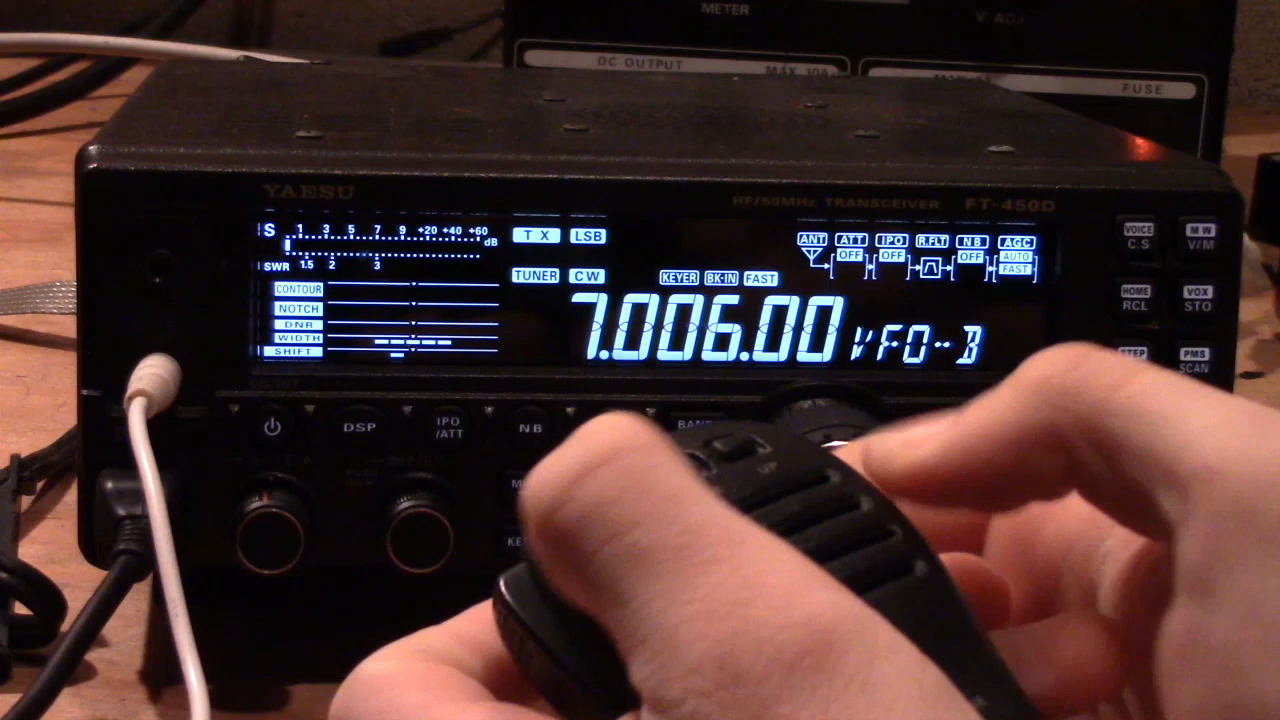 METER
V ADJ
DC OUTPUT
MAX 10A
FUSE
YAESU
HF/50MHz TRANSCEIVER FT-450D
S 1 3 5 7 9 +20 +40 +60 dB
SWR 1.5 2 3
TX LSB
TUNER CW
KEYER BK-IN FAST
ANT ATT IPO R.FLT NB AGC
OFF OFF OFF AUTO
FAST
CONTOUR
NOTCH
DNR
WIDTH
SHIFT
7.006.00 VFO-B
VOICE
C.S
MW
V/M
HOME
RCL
VOX
STO
STEP
PMS
SCAN
DSP
IPO
/ATT
NB
UP